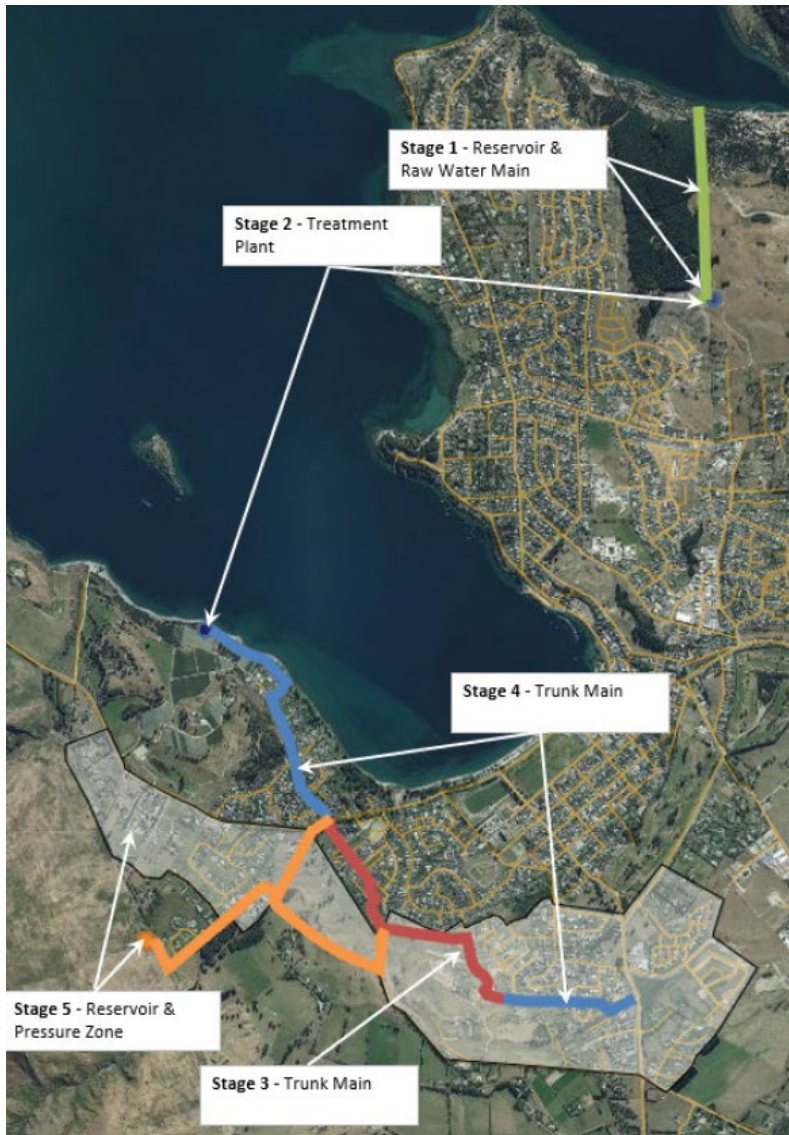 Stage 1 - Reservoir &
Raw Water Main
Stage 2 - Treatment
Plant
Stage 4 - Trunk Main
Stage 5 - Reservoir &
Pressure Zone
Stage 3 - Trunk Main